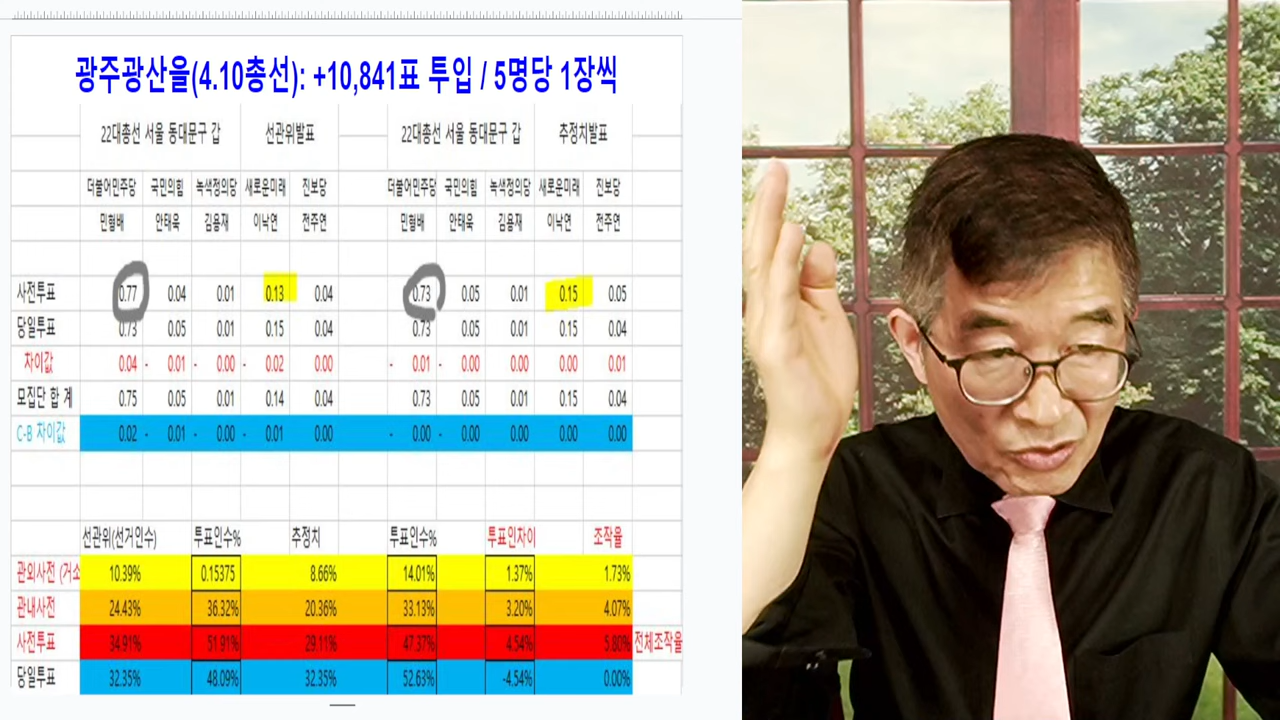 광주광산을(4.10총선): +10,841표 투입 / 5명당 1장씩
22대총선 서울 동대문구 갑 선관위발표 22대총선 서울 동대문구 갑 추정치발표
더불어민주당 국민의힘 녹색정의당 새로운미래 진보당 더불어민주당 국민의힘 녹색정의당 새로운미래 진보당
민형배 안태욱 김용재 이낙연 전주연 민형배 안태욱 김용재 이낙연 전주연
사전투표 0.77 0.04 0.01 0.13 0.04 0.73 0.05 0.01 0.15 0.05
당일투표 0.73 0.05 0.01 0.15 0.04 0.73 0.05 0.01 0.15 0.04
차이값 0.04 - 0.01 - 0.00 - 0.02 0.00 - 0.01 - 0.00 0.00 0.00 0.01
모집단 합 계 0.75 0.05 0.01 0.14 0.04 0.73 0.05 0.01 0.15 0.04
C-B 차이값 0.02 - 0.01 - 0.00 - 0.01 0.00 - 0.00 - 0.00 0.00 0.00 0.00
선관위(선거인수) 투표인수% 추정치 투표인수% 투표인차이 조작율
관외사전 (거소 10.39% 0.15375 8.66% 14.01% 1.37% 1.73%
관내사전 24.43% 36.32% 20.36% 33.13% 3.20% 4.07%
사전투표 34.91% 51.91% 29.11% 47.37% 4.54% 5.80% 전체조작율
당일투표 32.35% 48.09% 32.35% 52.63% -4.54% 0.00%